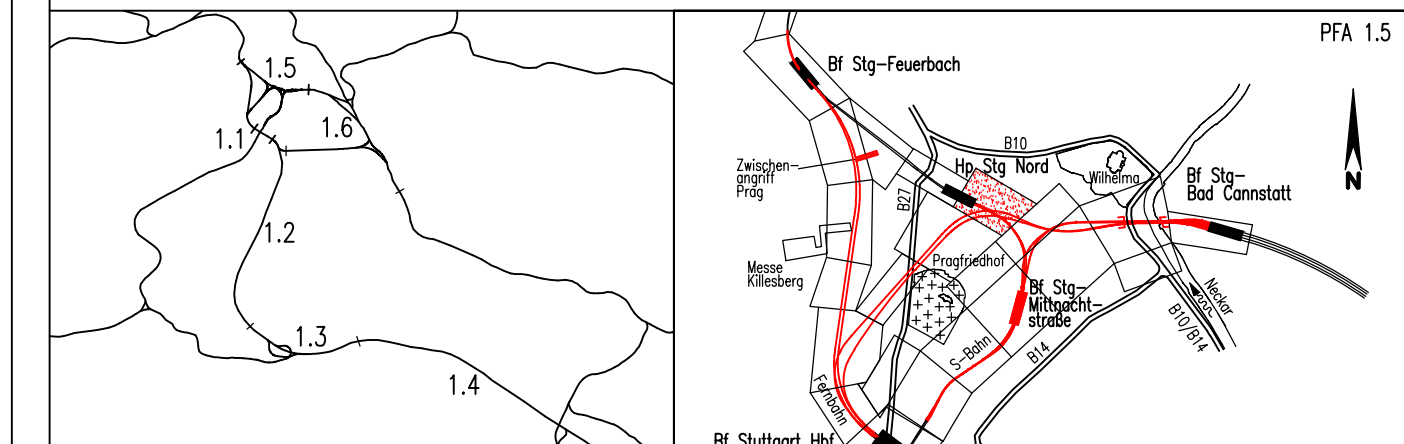 1.5
1.1
1.6
1.2
1.3
1.4
PFA 1.5
Bf Stg-Feuerbach
B10
Zwischen-
angriff
Prag
Hp Stg Nord
Wilhelma
Bf Stg-
Bad Cannstatt
B27
Messe
Killesberg
Pragfriedhof
Bf Stg-
Mittnacht-
straße
Neckar
B10/B14
S-Bahn
B14
Fernbahn
Bf Stuttgart Hbf
N